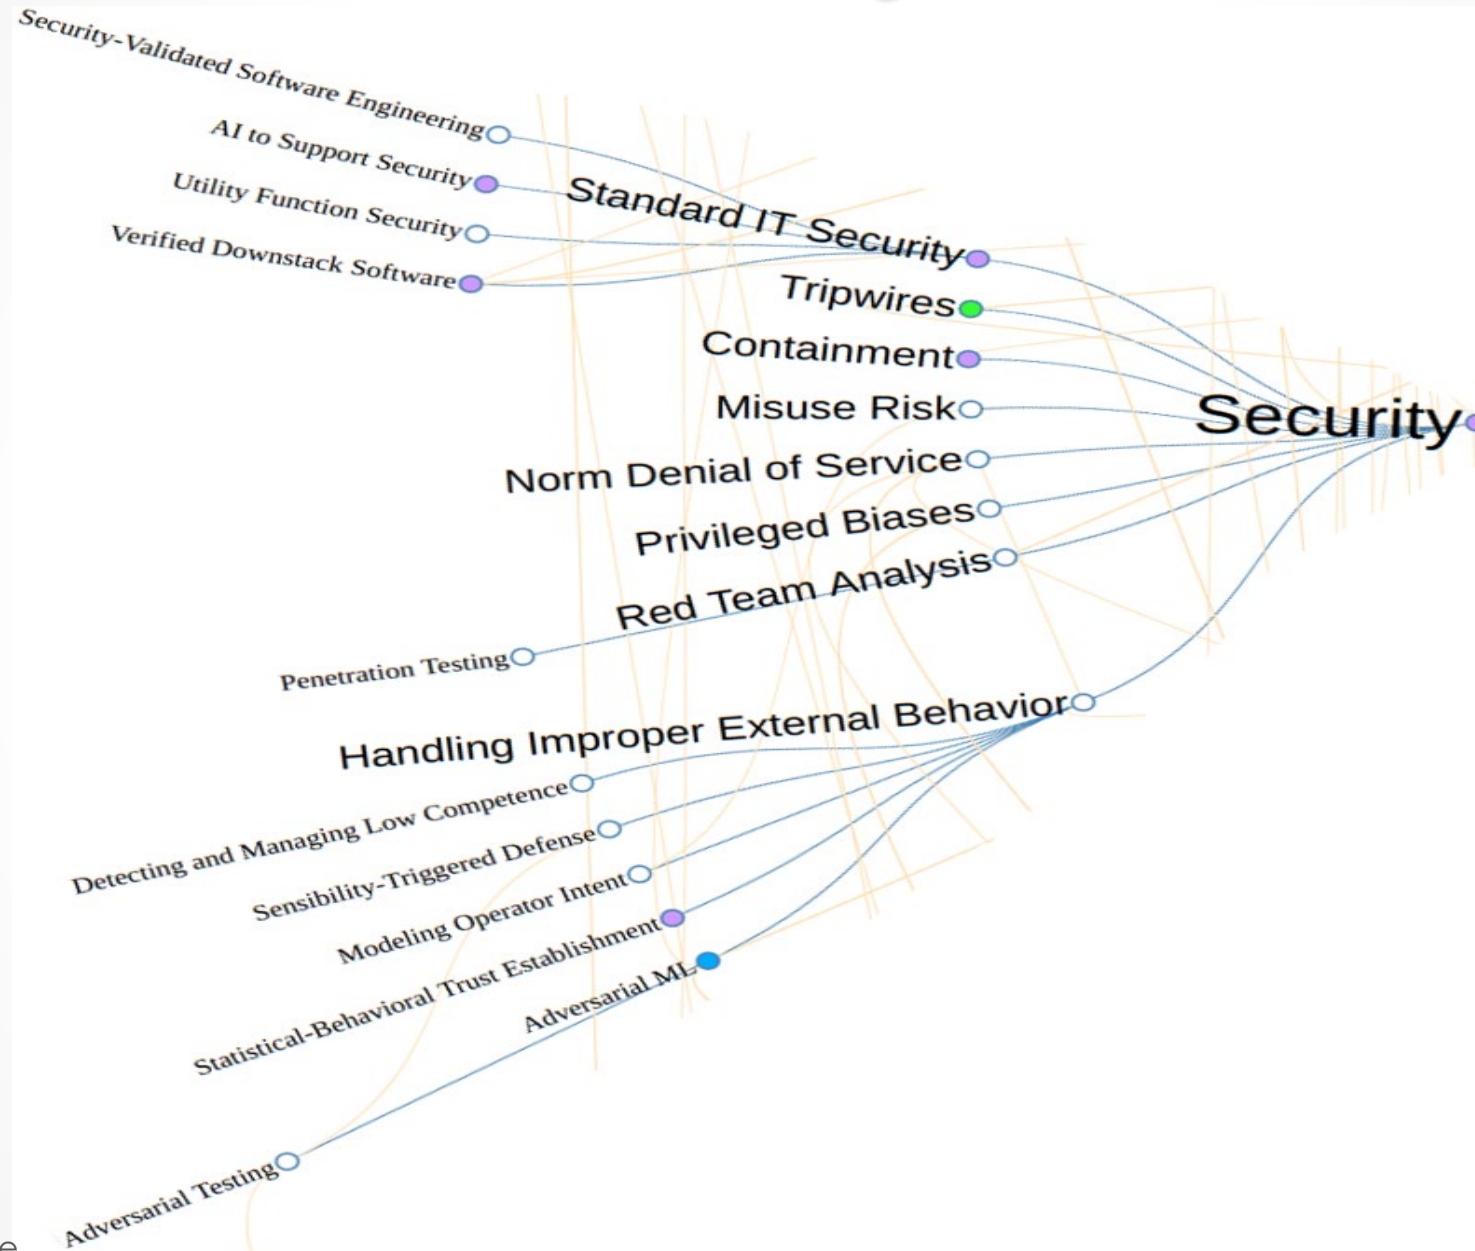 Security-Validated Software Engineering
AI to Support Security
Utility Function Security
Verified Downstack Software
Standard IT Security
Tripwires
Containment
Misuse Risk
Security
Norm Denial of Service
Privileged Biases
Red Team Analysis
Penetration Testing
Handling Improper External Behavior
Detecting and Managing Low Competence
Sensibility-Triggered Defense
Modeling Operator Intent
Statistical-Behavioral Trust Establishment
Adversarial ML
Adversarial Testing